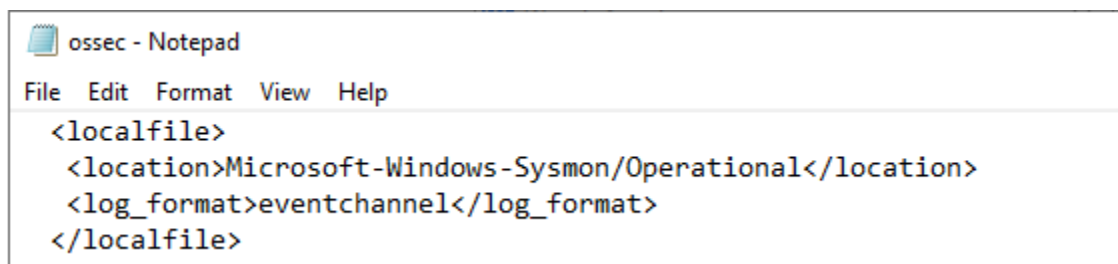 ossec - Notepad
File Edit Format View Help
<localfile>
<location>Microsoft-Windows-Sysmon/Operational</location>
<log_format>eventchannel</log_format>
</localfile>